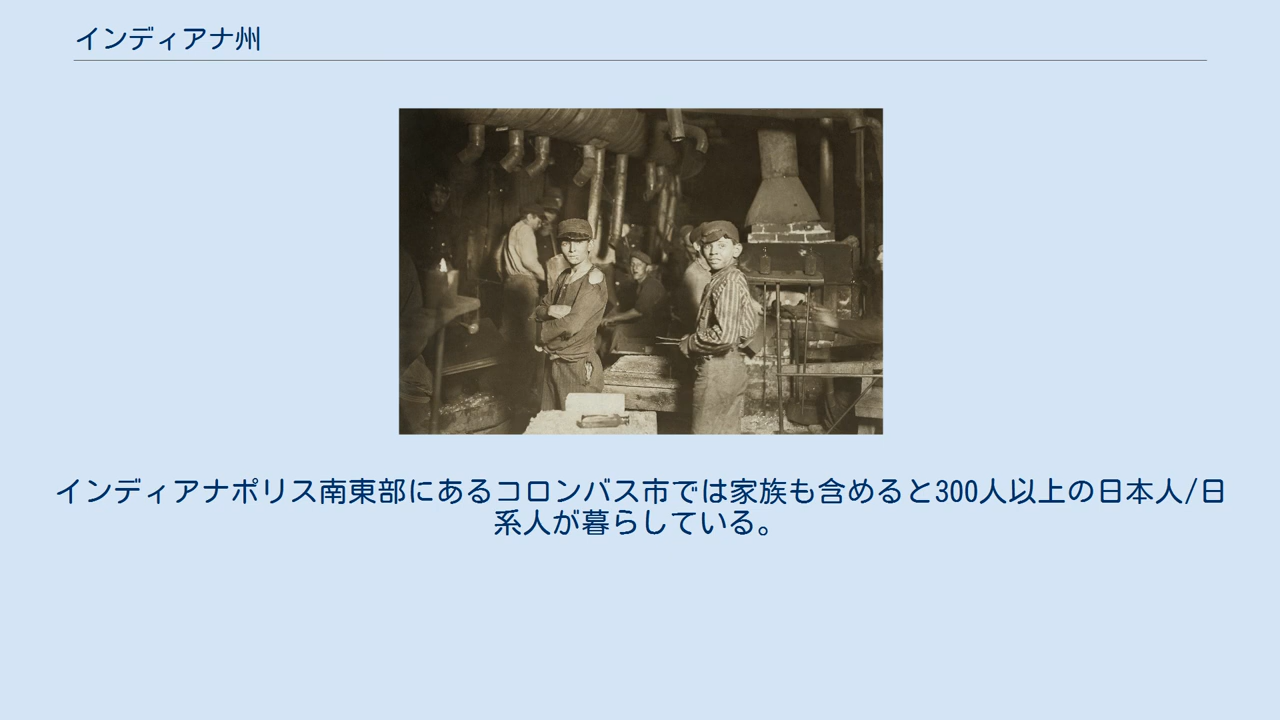 インディアナ州
インディアナポリス南東部にあるコロンバス市では家族も含めると300人以上の日本人/日
系人が暮らしている。